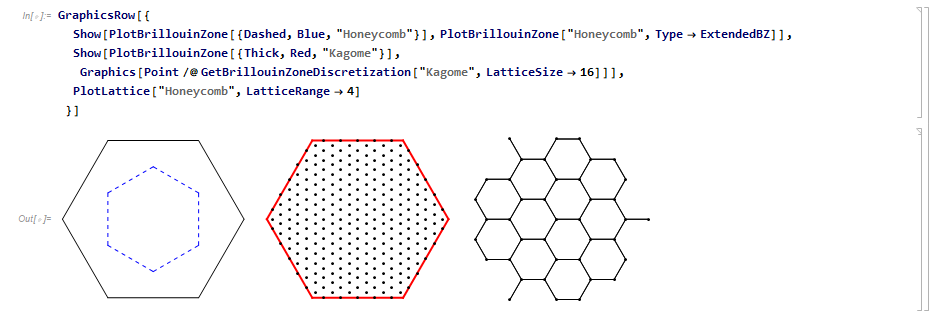 In[◦]:= GraphicsRow[{
Show[PlotBrillouinZone[{Dashed, Blue, "Honeycomb"}], PlotBrillouinZone["Honeycomb", Type → ExtendedBZ]],
Show[PlotBrillouinZone[{Thick, Red, "Kagome"}],
Graphics[Point /@ GetBrillouinZoneDiscretization["Kagome", LatticeSize → 16]]],
PlotLattice["Honeycomb", LatticeRange → 4]
}]
Out[◦]=